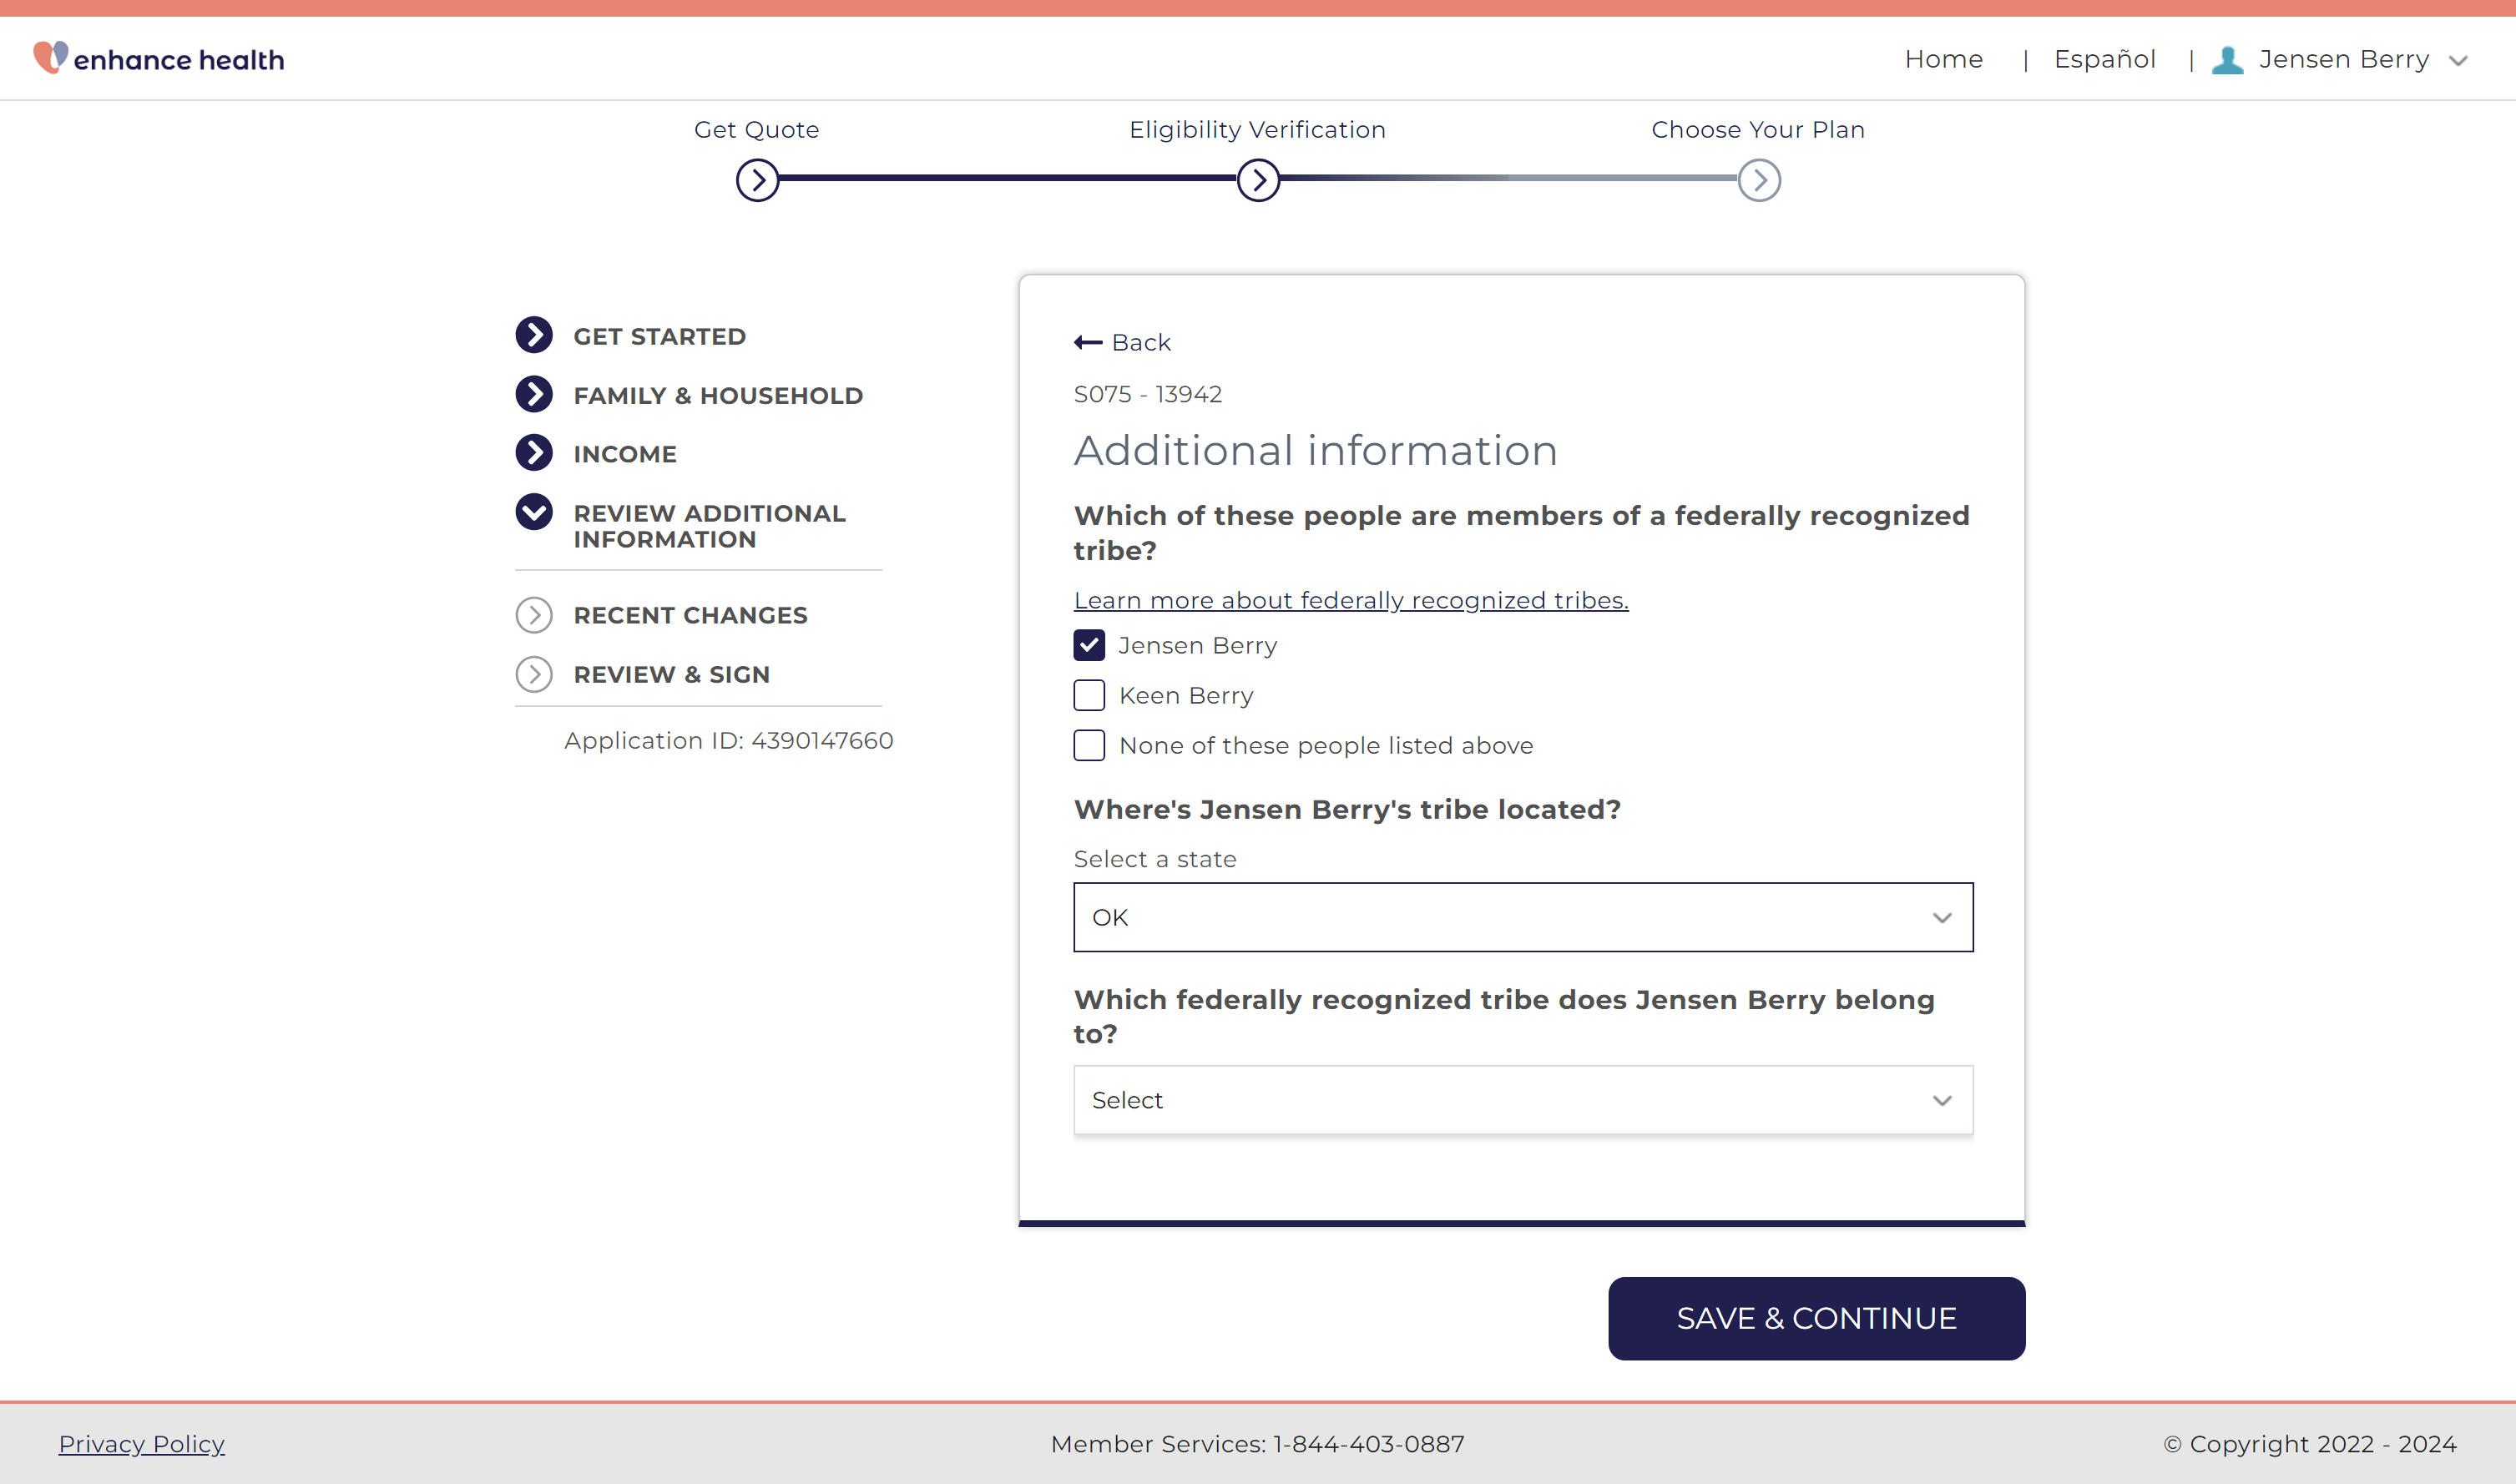 enhance health
Home | Español | Jensen Berry
Get Quote
Eligibility Verification
Choose Your Plan
GET STARTED
FAMILY & HOUSEHOLD
INCOME
REVIEW ADDITIONAL
INFORMATION
RECENT CHANGES
REVIEW & SIGN
Application ID: 4390147660
Back
S075 - 13942
Additional information
Which of these people are members of a federally recognized
tribe?
Learn more about federally recognized tribes.
Jensen Berry
Keen Berry
None of these people listed above
Where's Jensen Berry's tribe located?
Select a state
OK
Which federally recognized tribe does Jensen Berry belong
to?
Select
SAVE & CONTINUE
Privacy Policy
Member Services: 1-844-403-0887
© Copyright 2022 - 2024